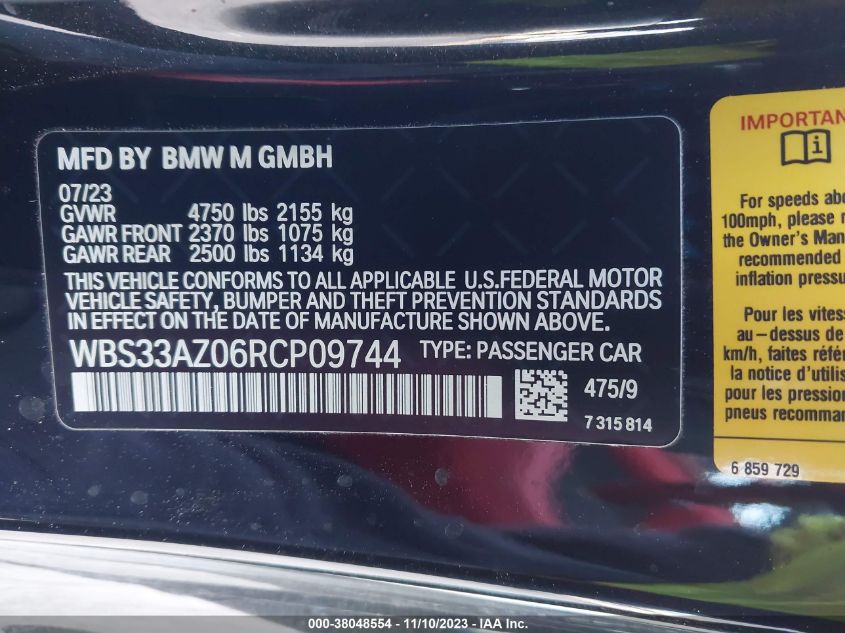 MFD BY BMW M GMBH
07/23
GVWR 4750 lbs 2155 kg
GAWR FRONT 2370 lbs 1075 kg
GAWR REAR 2500 lbs 1134 kg
THIS VEHICLE CONFORMS TO ALL APPLICABLE U.S.FEDERAL MOTOR
VEHICLE SAFETY, BUMPER AND THEFT PREVENTION STANDARDS
IN EFFECT ON THE DATE OF MANUFACTURE SHOWN ABOVE.
WBS33AZ06RCP09744 TYPE: PASSENGER CAR
475/9
7 315 814
IMPORTAN
i
For speeds abo
100mph, please r
the Owner's Man
recommended
inflation pressu
Pour les vitess
au-dessus de
km/h, faites référ
la notice d'utilisa
pour les pression
pneus recomman
6 859 729
000-38048554 - 11/10/2023 - IAA Inc.